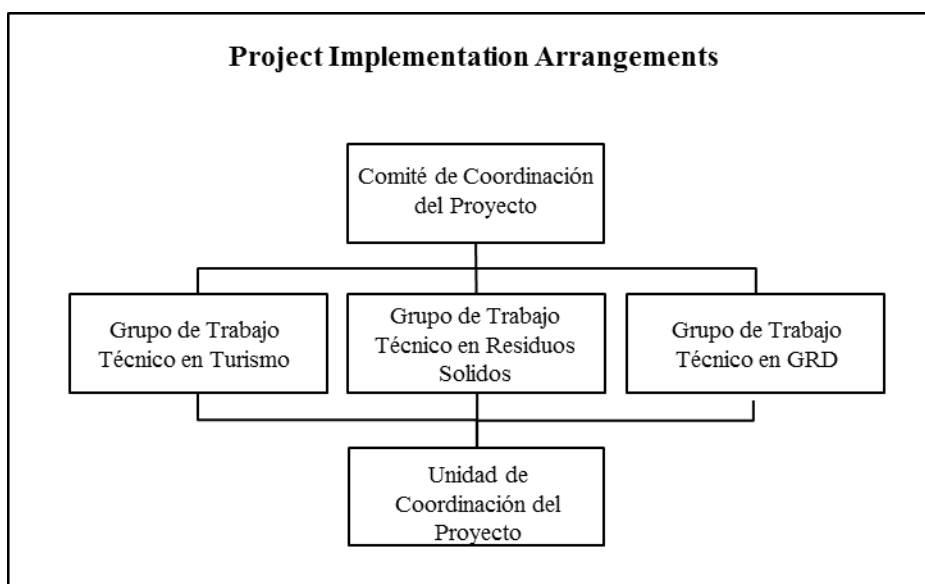 Project Implementation Arrangements
Comité de Coordinación
del Proyecto
Grupo de Trabajo
Técnico en Turismo
Grupo de Trabajo
Técnico en Residuos
Solidos
Grupo de Trabajo
Técnico en GRD
Unidad de
Coordinación del
Proyecto